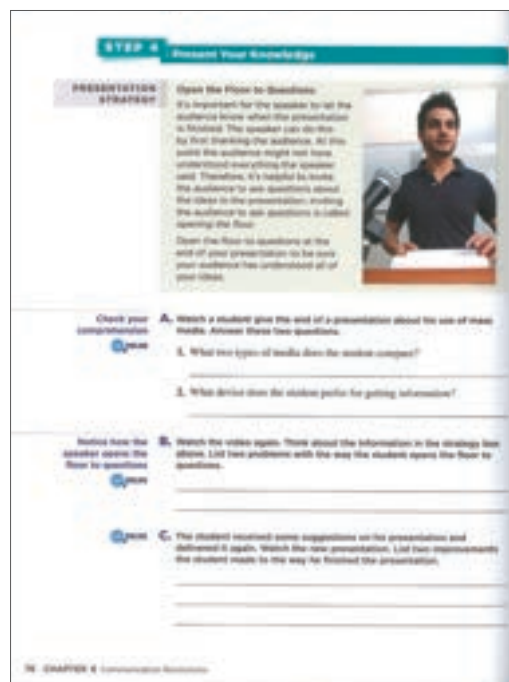 STEP 4 Present Your Knowledge
PRESENTATION
STRATEGY
Open the Floor to Questions
It's important for the speaker to let the
audience know when the presentation
is finished. The speaker can do this
by first thanking the audience. At this
point the audience might not have
understood everything the speaker
said. Therefore, it's helpful to invite
the audience to ask questions about
the ideas in the presentation. Inviting
the audience to ask questions is called
opening the floor.
Open the floor to questions at the
end of your presentation to be sure
your audience has understood all of
your ideas.
Check your
comprehension
A. Watch a student give the end of a presentation about his use of mass
media. Answer these two questions.
1. What two types of media does the student compare?
2. What device does the student prefer for getting information?
Notice how the
speaker opens the
floor to questions
B. Watch the video again. Think about the information in the strategy box
above. List two problems with the way the student opens the floor to
questions.
C. The student received some suggestions on his presentation and
delivered it again. Watch the new presentation. List two improvements
the student made to the way he finished the presentation.
CHAPTER Communication Revolutions